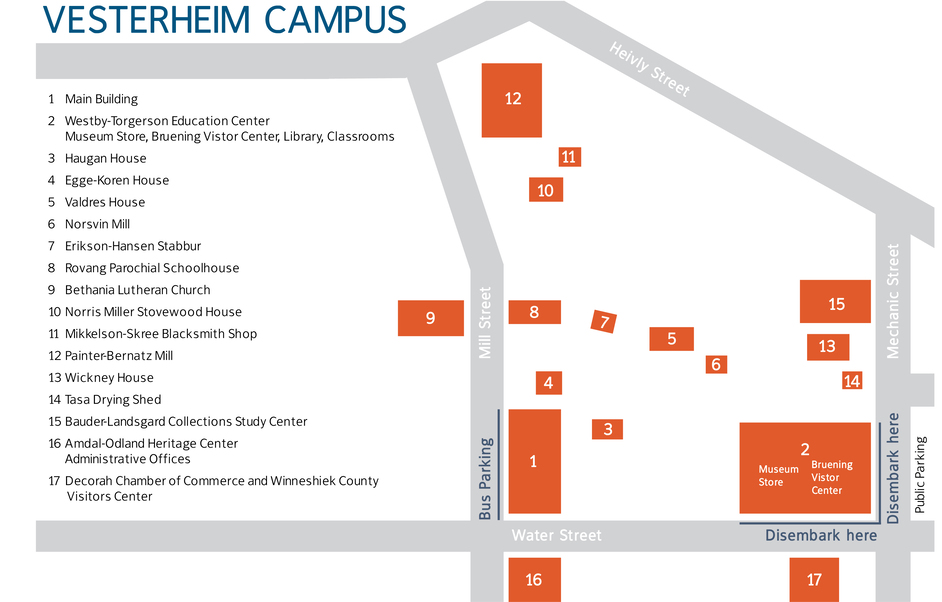 VESTERHEIM CAMPUS
1 Main Building
2 Westby-Torgerson Education Center
Museum Store, Bruening Vistor Center, Library, Classrooms
3 Haugan House
4 Egge-Koren House
5 Valdres House
6 Norsvin Mill
7 Erikson-Hansen Stabbur
8 Rovang Parochial Schoolhouse
9 Bethania Lutheran Church
10 Norris Miller Stovewood House
11 Mikkelson-Skree Blacksmith Shop
12 Painter-Bernatz Mill
13 Wickney House
14 Tasa Drying Shed
15 Bauder-Landsgard Collections Study Center
16 Amdal-Odland Heritage Center
Administrative Offices
17 Decorah Chamber of Commerce and Winneshiek County
Visitors Center
Heivly Street
12
11
10
Mill Street
Mechanic Street
9
8
7
5
6
15
13
14
4
3
1
2
Museum
Store
Bruening
Vistor
Center
Bus Parking
Disembark here
Public Parking
Water Street
Disembark here
16
17